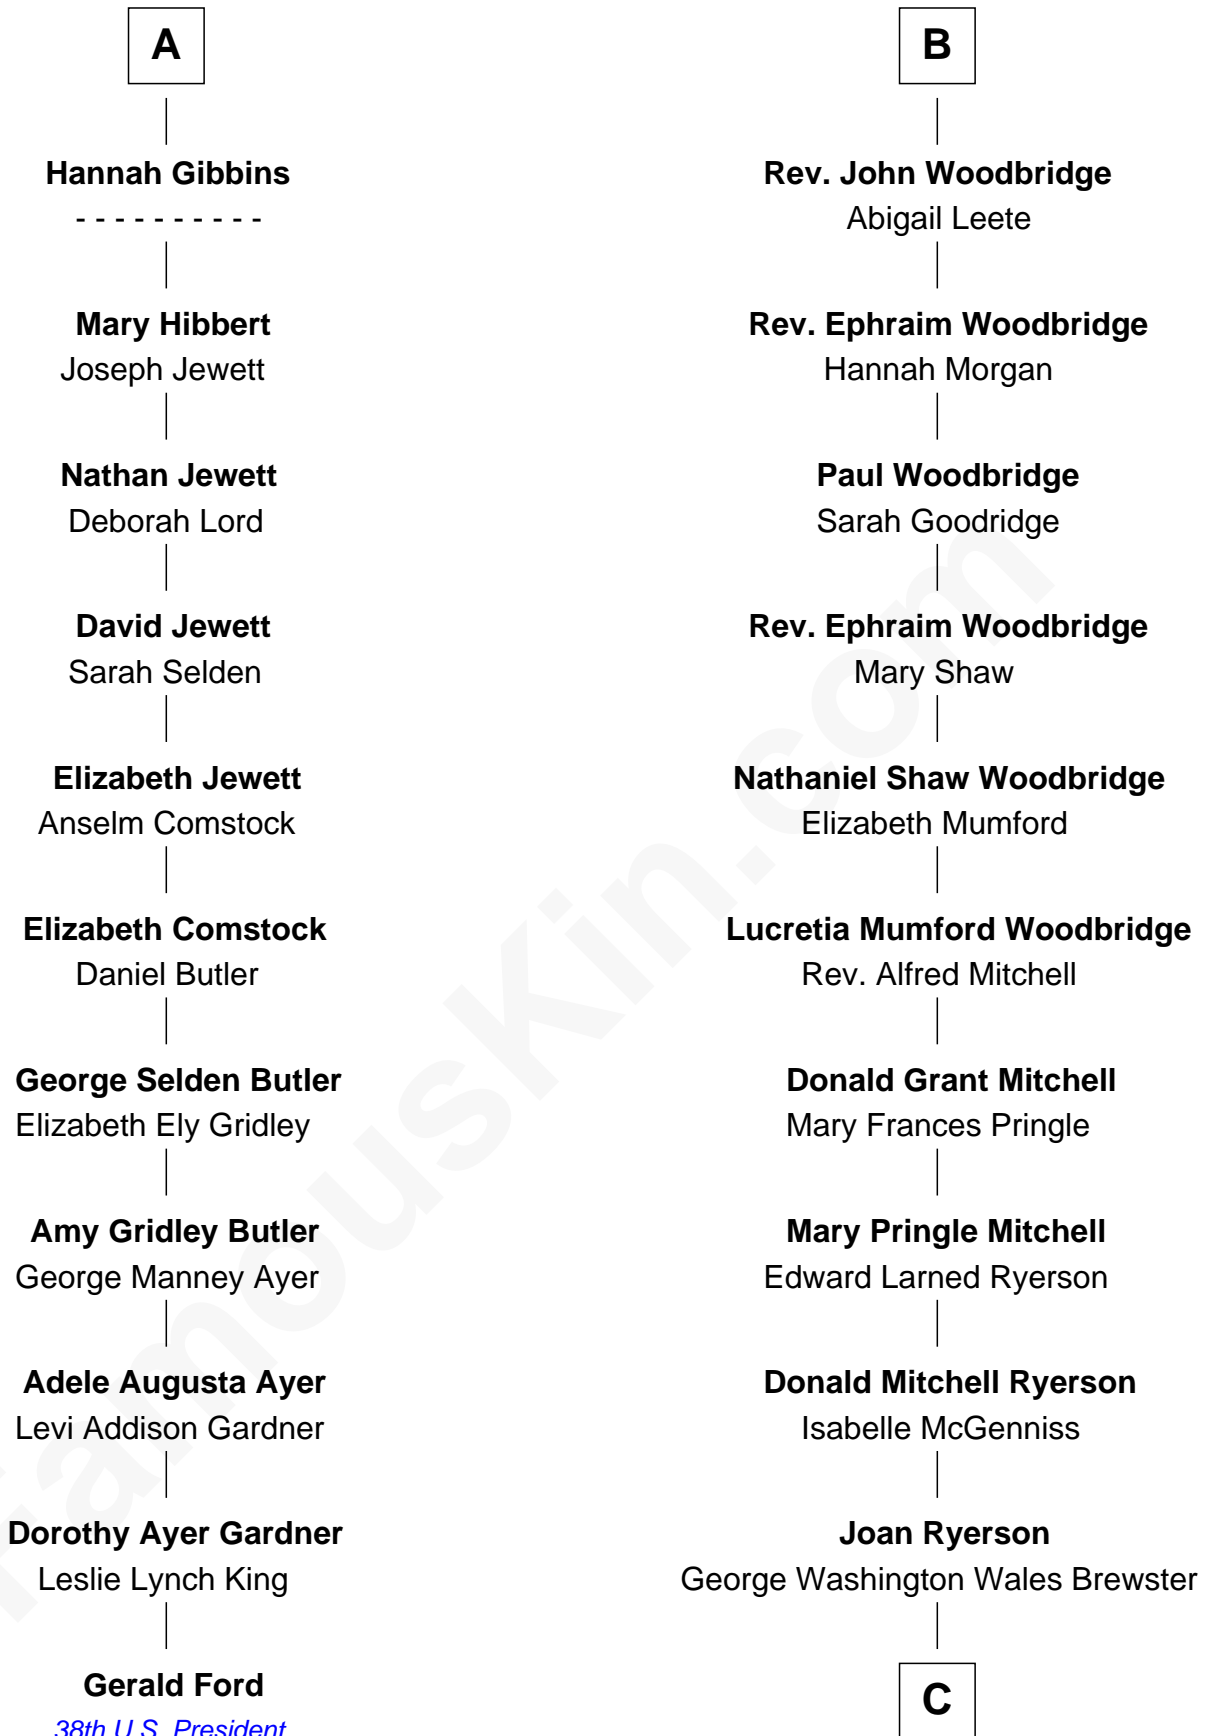 A
Hannah Gibbins
- - - - - - - - - -
Mary Hibbert
Joseph Jewett
Nathan Jewett
Deborah Lord
David Jewett
Sarah Selden
Elizabeth Jewett
Anselm Comstock
Elizabeth Comstock
Daniel Butler
George Selden Butler
Elizabeth Ely Gridley
Amy Gridley Butler
George Manney Ayer
Adele Augusta Ayer
Levi Addison Gardner
Dorothy Ayer Gardner
Leslie Lynch King
Gerald Ford
38th U.S. President
B
Rev. John Woodbridge
Abigail Leete
Rev. Ephraim Woodbridge
Hannah Morgan
Paul Woodbridge
Sarah Goodridge
Rev. Ephraim Woodbridge
Mary Shaw
Nathaniel Shaw Woodbridge
Elizabeth Mumford
Lucretia Mumford Woodbridge
Rev. Alfred Mitchell
Donald Grant Mitchell
Mary Frances Pringle
Mary Pringle Mitchell
Edward Larned Ryerson
Donald Mitchell Ryerson
Isabelle McGenniss
Joan Ryerson
George Washington Wales Brewster
C
FamousKin.com